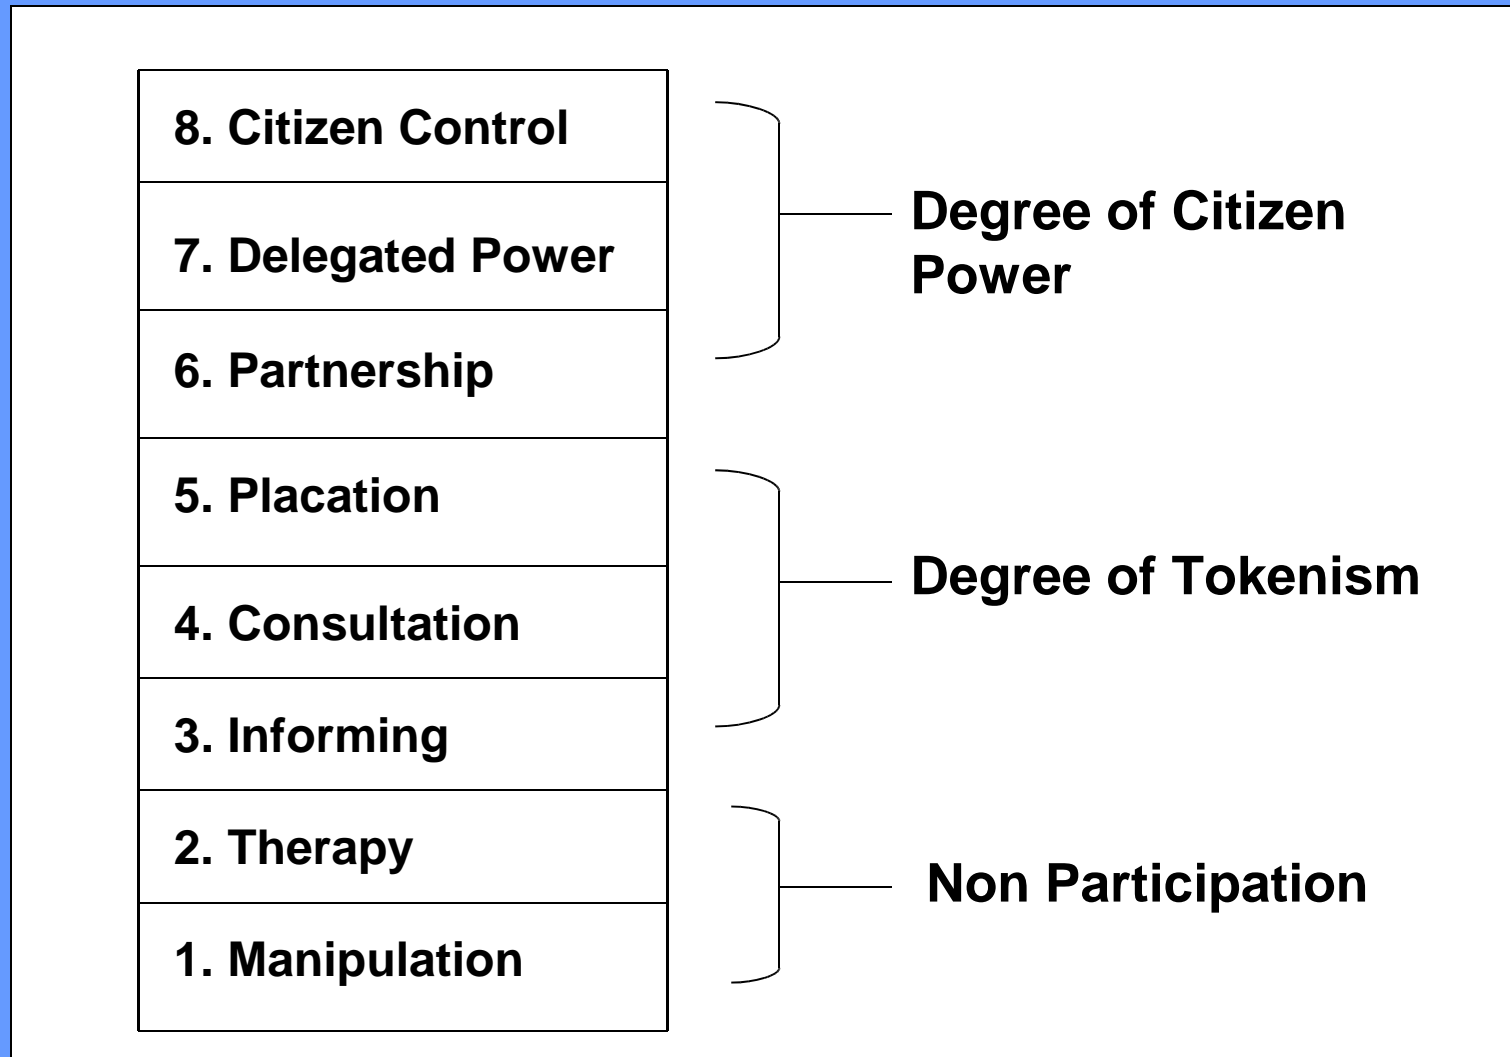 8. Citizen Control
7. Delegated Power
6. Partnership
5. Placation
4. Consultation
3. Informing
2. Therapy
1. Manipulation
Degree of Citizen
Power
Degree of Tokenism
Non Participation